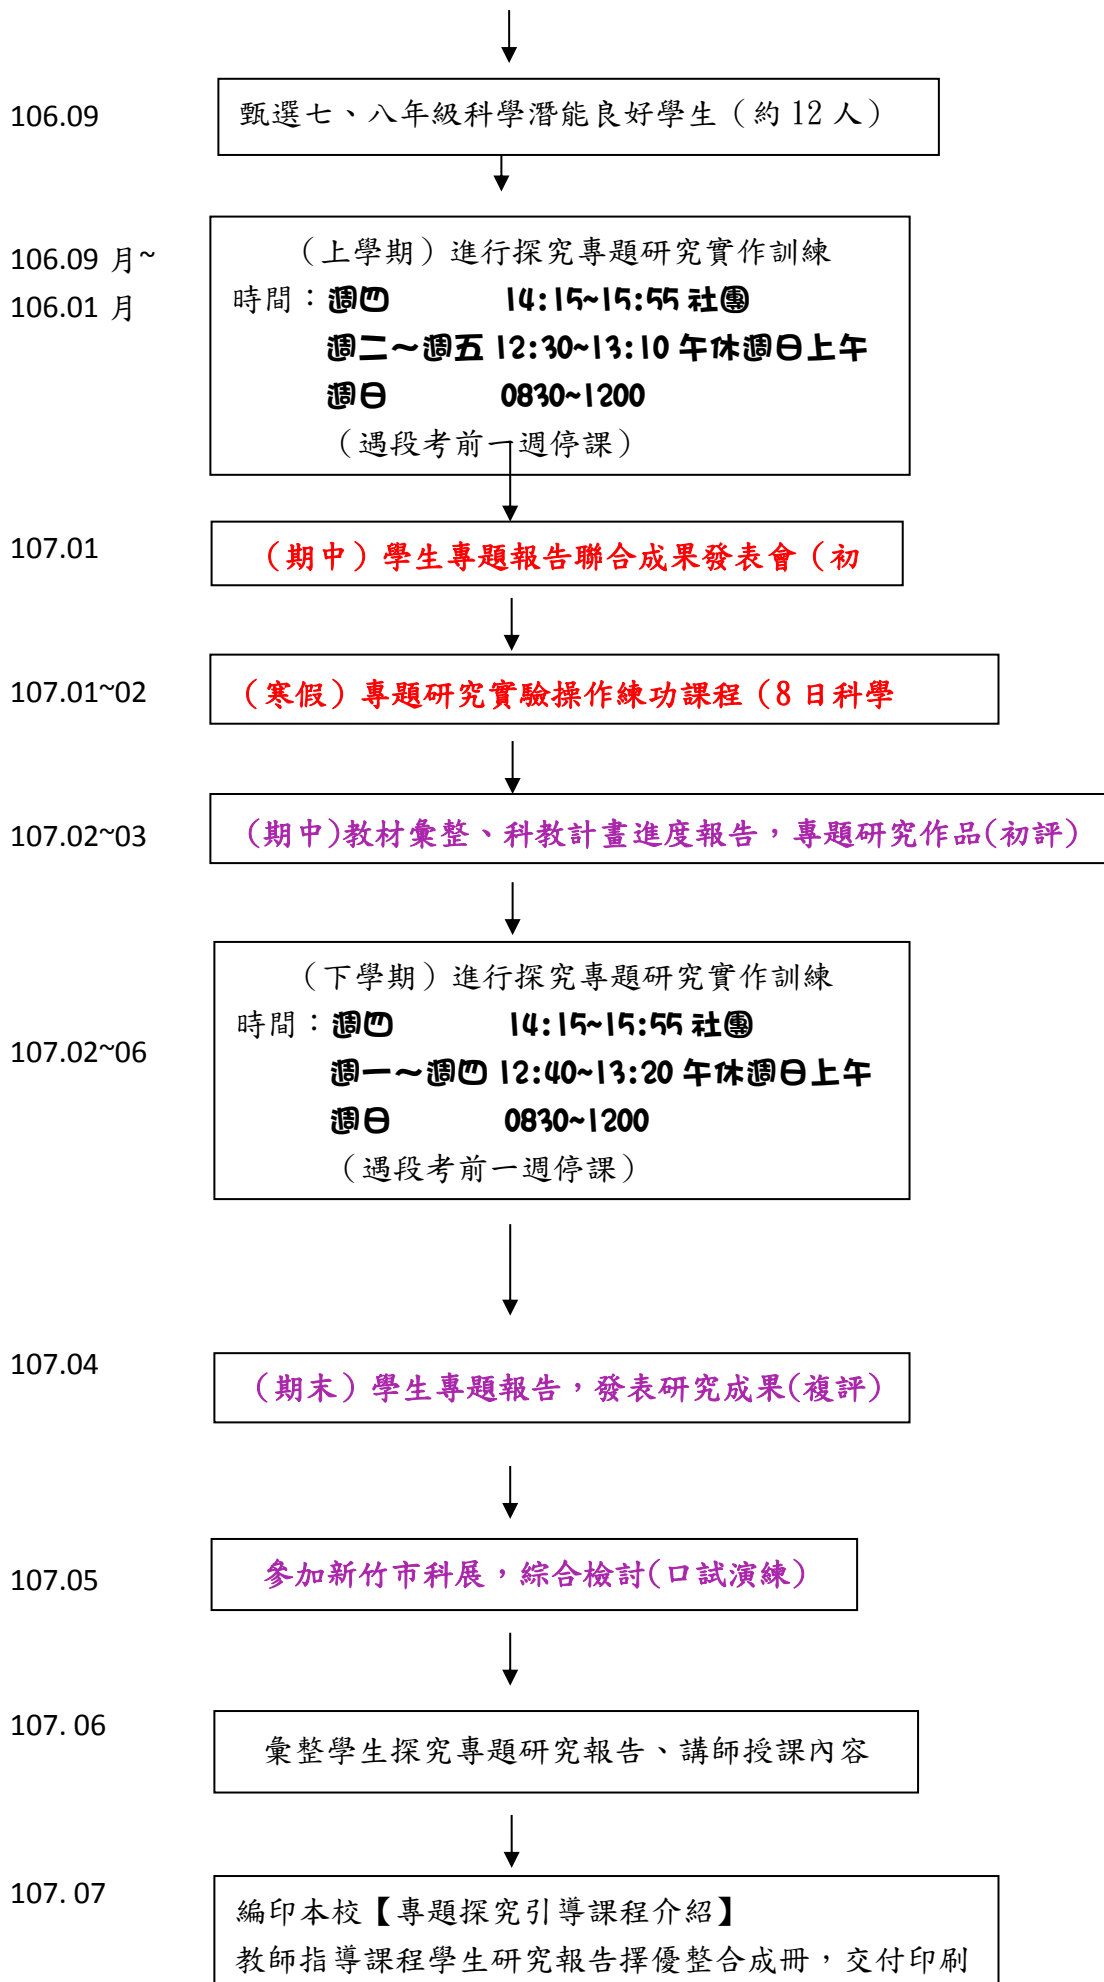 106.09
甄選七、八年級科學潛能良好學生（約 12 人）
106.09 月~
106.01 月
（上學期）進行探究專題研究實作訓練
時間：週四 14:15~15:55 社團
週二～週五 12:30~13:10 午休週日上午
週日 0830~1200
（遇段考前一週停課）
107.01
（期中）學生專題報告聯合成果發表會（初
107.01~02
（寒假）專題研究實驗操作練功課程（8 日科學
107.02~03
(期中)教材彙整、科教計畫進度報告，專題研究作品(初評)
107.02~06
（下學期）進行探究專題研究實作訓練
時間：週四 14:15~15:55 社團
週一～週四 12:40~13:20 午休週日上午
週日 0830~1200
（遇段考前一週停課）
107.04
（期末）學生專題報告，發表研究成果(複評)
107.05
參加新竹市科展，綜合檢討(口試演練)
107. 06
彙整學生探究專題研究報告、講師授課內容
107. 07
編印本校【專題探究引導課程介紹】
教師指導課程學生研究報告擇優整合成冊，交付印刷